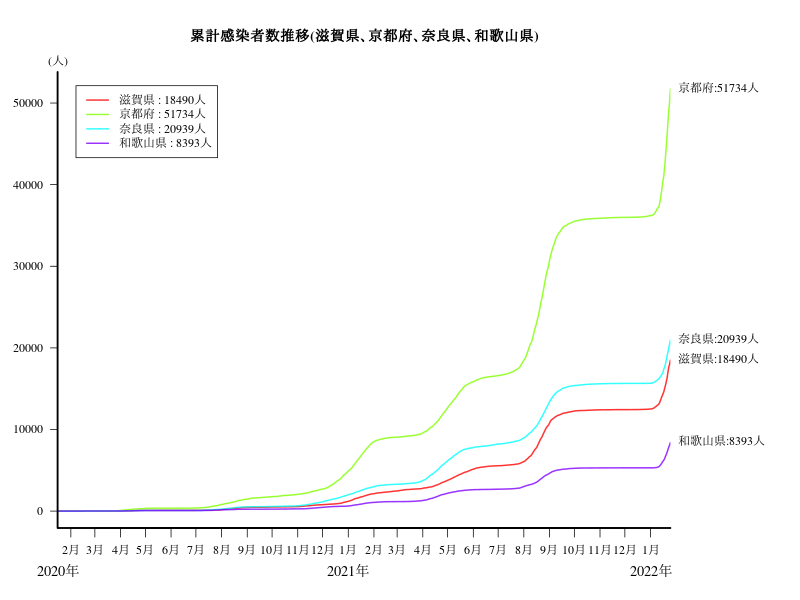 累計感染者数推移(滋賀県、京都府、奈良県、和歌山県)
(人)
滋賀県 : 18490人
京都府 : 51734人
奈良県 : 20939人
和歌山県 : 8393人
京都府:51734人
奈良県:20939人
滋賀県:18490人
和歌山県:8393人
50000
40000
30000
20000
10000
0
2月 3月 4月 5月 6月 7月 8月 9月 10月 11月 12月 1月 2月 3月 4月 5月 6月 7月 8月 9月 10月 11月 12月 1月
2020年 2021年 2022年